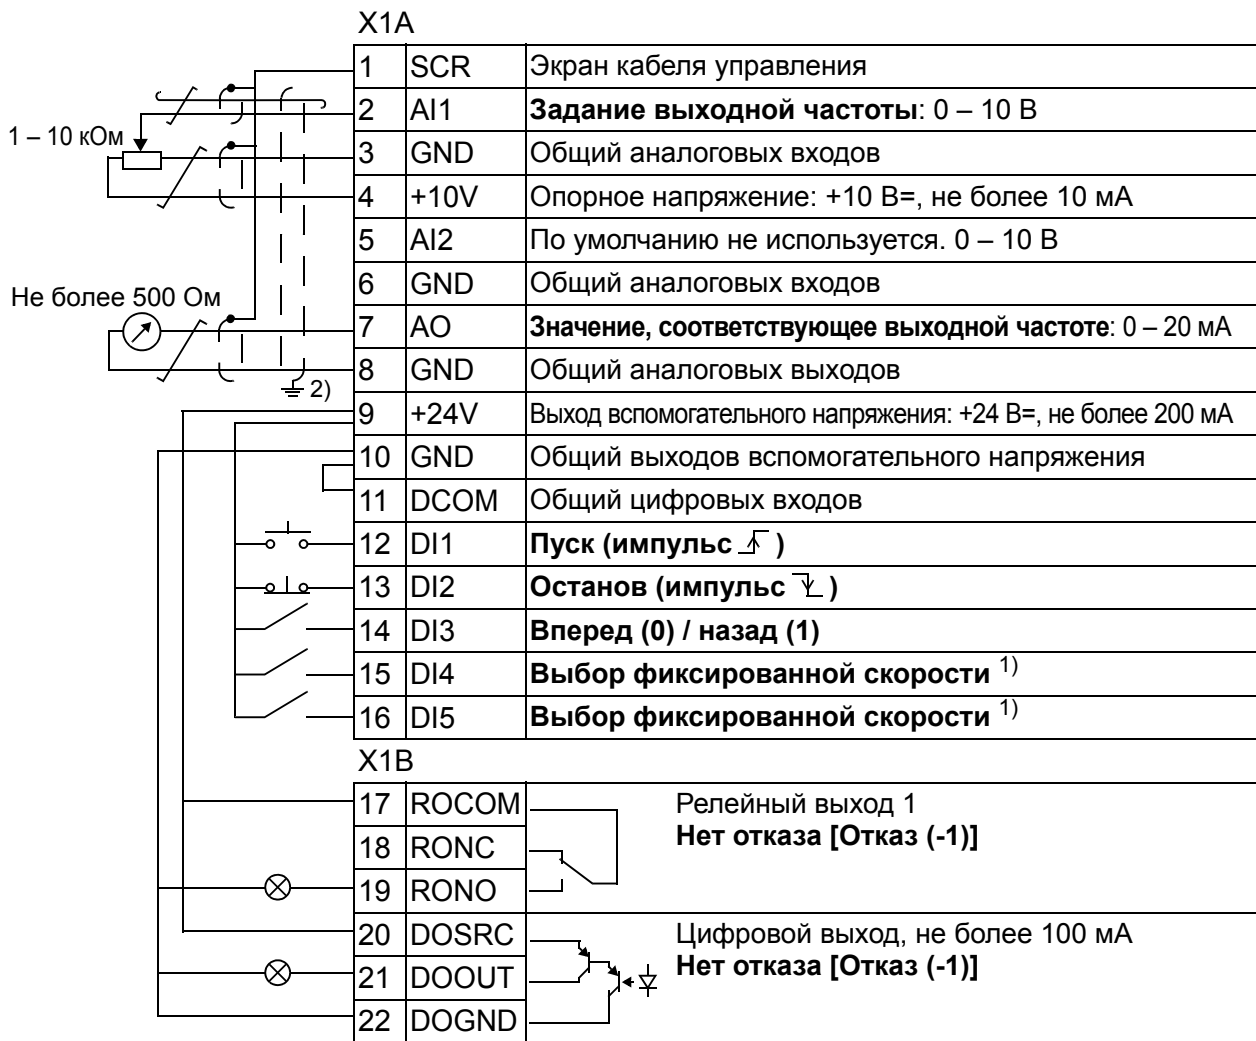 X1A
1 SCR Экран кабеля управления
2 AI1 Задание выходной частоты: 0 – 10 В
1 – 10 кОм
3 GND Общий аналоговых входов
4 +10V Опорное напряжение: +10 В=, не более 10 мА
5 AI2 По умолчанию не используется. 0 – 10 В
6 GND Общий аналоговых входов
Не более 500 Ом
7 AO Значение, соответствующее выходной частоте: 0 – 20 мА
8 GND Общий аналоговых выходов
2)
9 +24V Выход вспомогательного напряжения: +24 В=, не более 200 мА
10 GND Общий выходов вспомогательного напряжения
11 DCOM Общий цифровых входов
12 DI1 Пуск (импульс )
13 DI2 Останов (импульс )
14 DI3 Вперед (0) / назад (1)
15 DI4 Выбор фиксированной скорости 1)
16 DI5 Выбор фиксированной скорости 1)
X1B
17 ROCOM Релейный выход 1
18 RONC Нет отказа [Отказ (-1)]
19 RONO
20 DOSRC Цифровой выход, не более 100 мА
21 DOOUT Нет отказа [Отказ (-1)]
22 DOGND